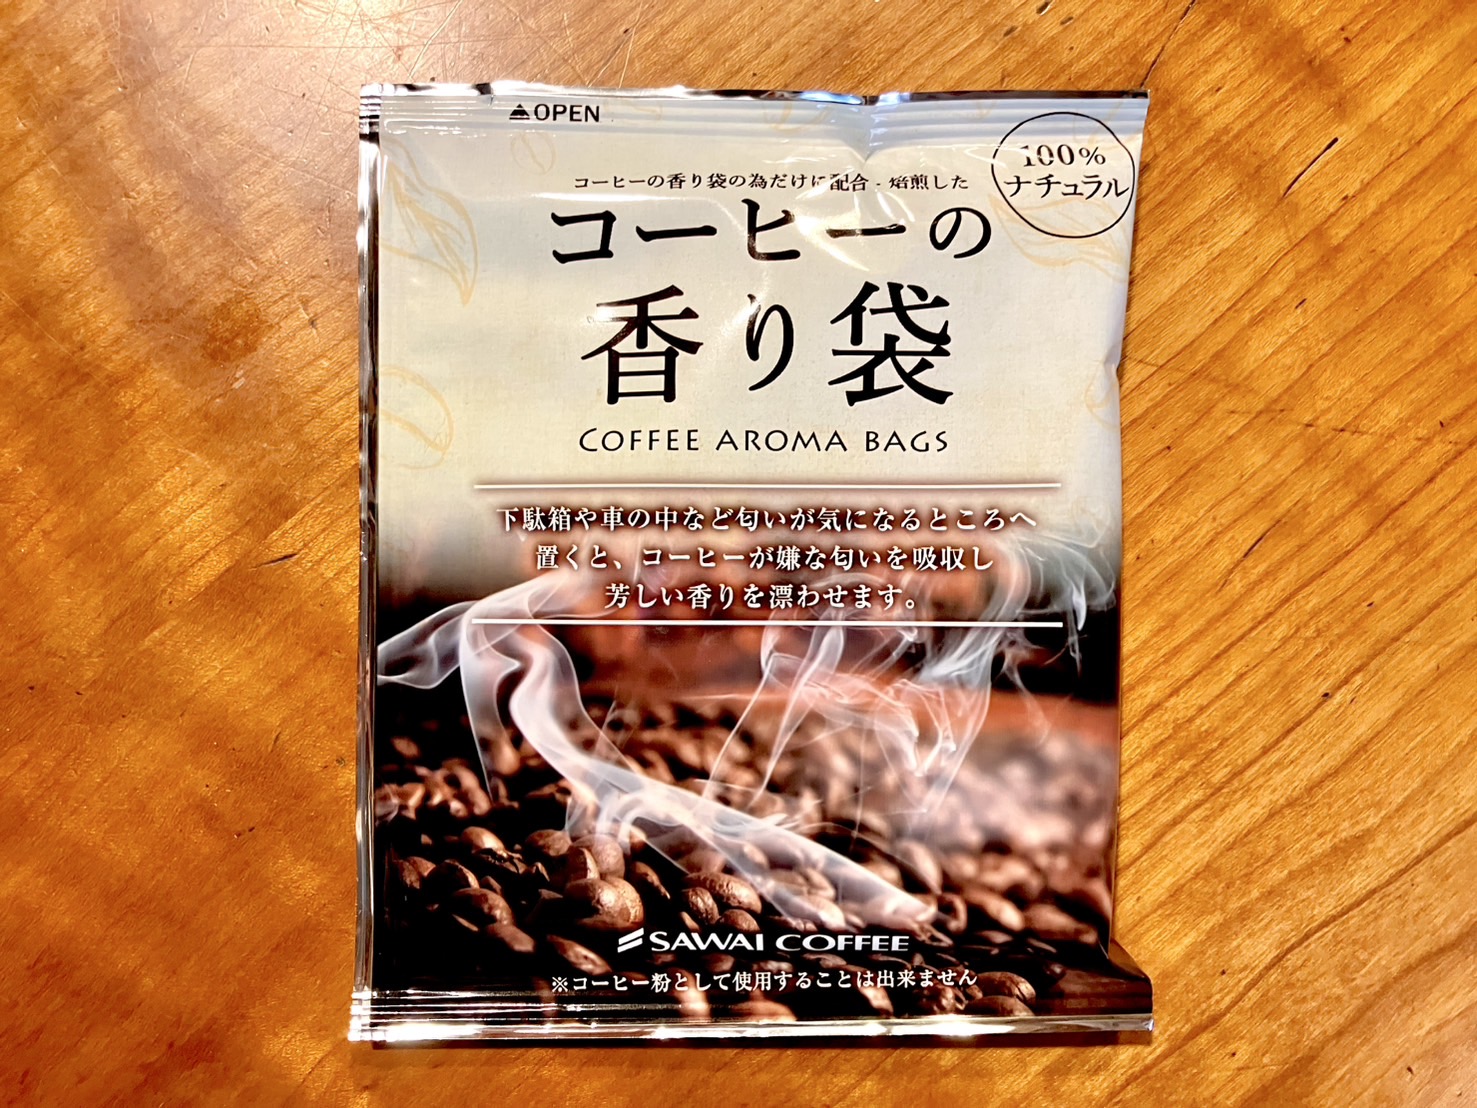 ▲OPEN
100%
ナチュラル
コーヒーの香り袋の為だけに配合 - 焙煎した
コーヒーの
香り袋
COFFEE AROMA BAGS
下駄箱や車の中など匂いが気になるところへ
置くと、コーヒーが嫌な匂いを吸収し
芳しい香りを漂わせます。
SAWAI COFFEE
※コーヒー粉として使用することは出来ません